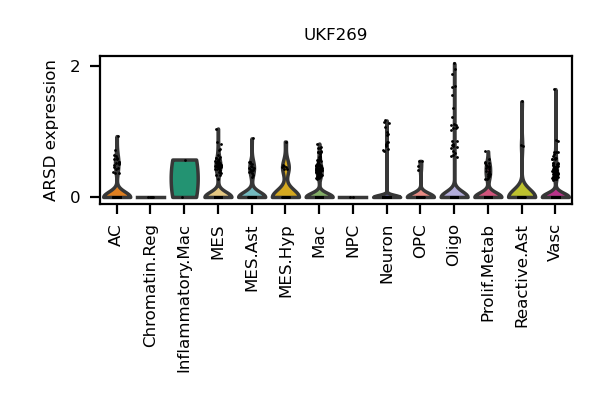 UKF269
ARSD expression
2
0
AC
Chromatin.Reg
Inflammatory.Mac
MES
MES.Ast
MES.Hyp
Mac
NPC
Neuron
OPC
Oligo
Prolif.Metab
Reactive.Ast
Vasc